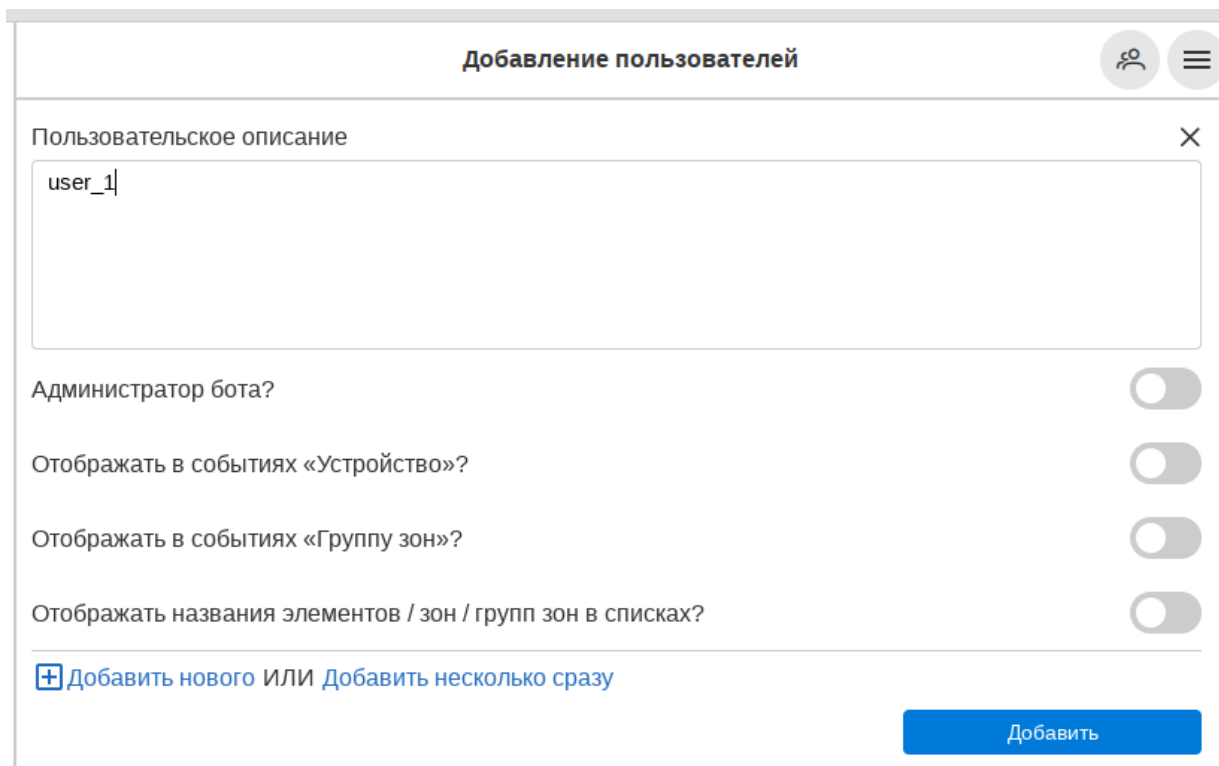 Добавление пользователей
Пользовательское описание
user_1
Администратор бота?
Отображать в событиях «Устройство»?
Отображать в событиях «Группу зон»?
Отображать названия элементов / зон / групп зон в списках?
Добавить нового ИЛИ Добавить несколько сразу
Добавить